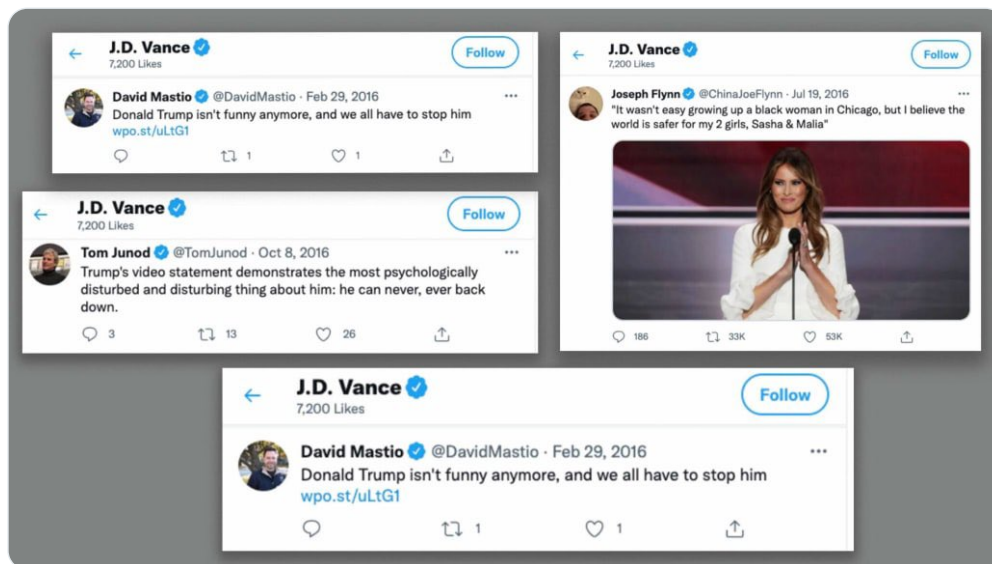 J.D. Vance
7,200 Likes
Follow
David Mastio @DavidMastio · Feb 29, 2016
Donald Trump isn't funny anymore, and we all have to stop him
wpo.st/uLtG1
1 1
J.D. Vance
7,200 Likes
Follow
Joseph Flynn @ChinaJoeFlynn · Jul 19, 2016
"It wasn't easy growing up a black woman in Chicago, but I believe the
world is safer for my 2 girls, Sasha & Malia"
186 33K 53K
J.D. Vance
7,200 Likes
Follow
Tom Junod @TomJunod · Oct 8, 2016
Trump's video statement demonstrates the most psychologically
disturbed and disturbing thing about him: he can never, ever back
down.
3 13 26
J.D. Vance
7,200 Likes
Follow
David Mastio @DavidMastio · Feb 29, 2016
Donald Trump isn't funny anymore, and we all have to stop him
wpo.st/uLtG1
1 1